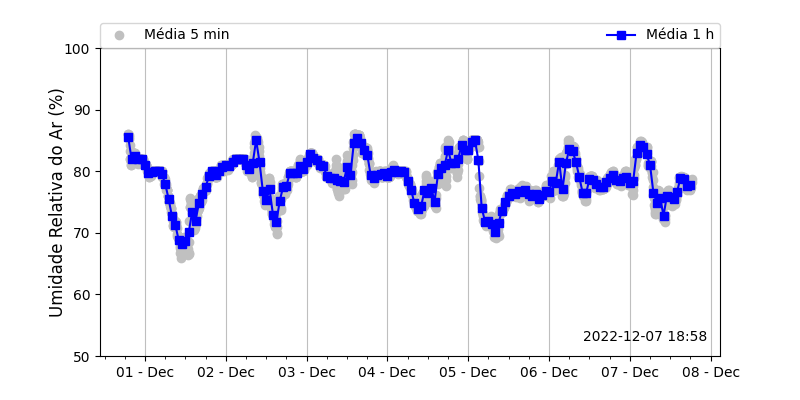 Média 5 min
Média 1 h
Umidade Relativa do Ar (%)
100
90
80
70
60
50
2022-12-07 18:58
01 - Dec
02 - Dec
03 - Dec
04 - Dec
05 - Dec
06 - Dec
07 - Dec
08 - Dec